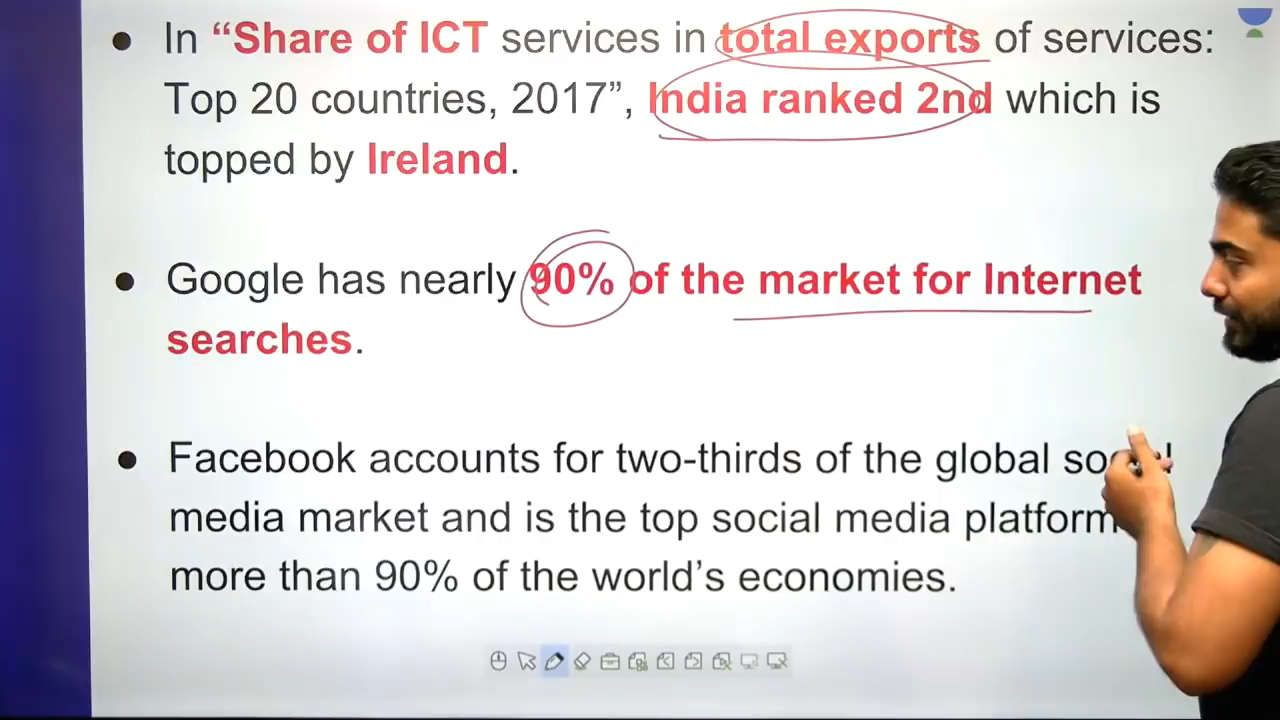 ● In “Share of ICT services in total exports of services:
Top 20 countries, 2017”, India ranked 2nd which is
topped by Ireland.
● Google has nearly 90% of the market for Internet
searches.
● Facebook accounts for two-thirds of the global social
media market and is the top social media platform
more than 90% of the world’s economies.